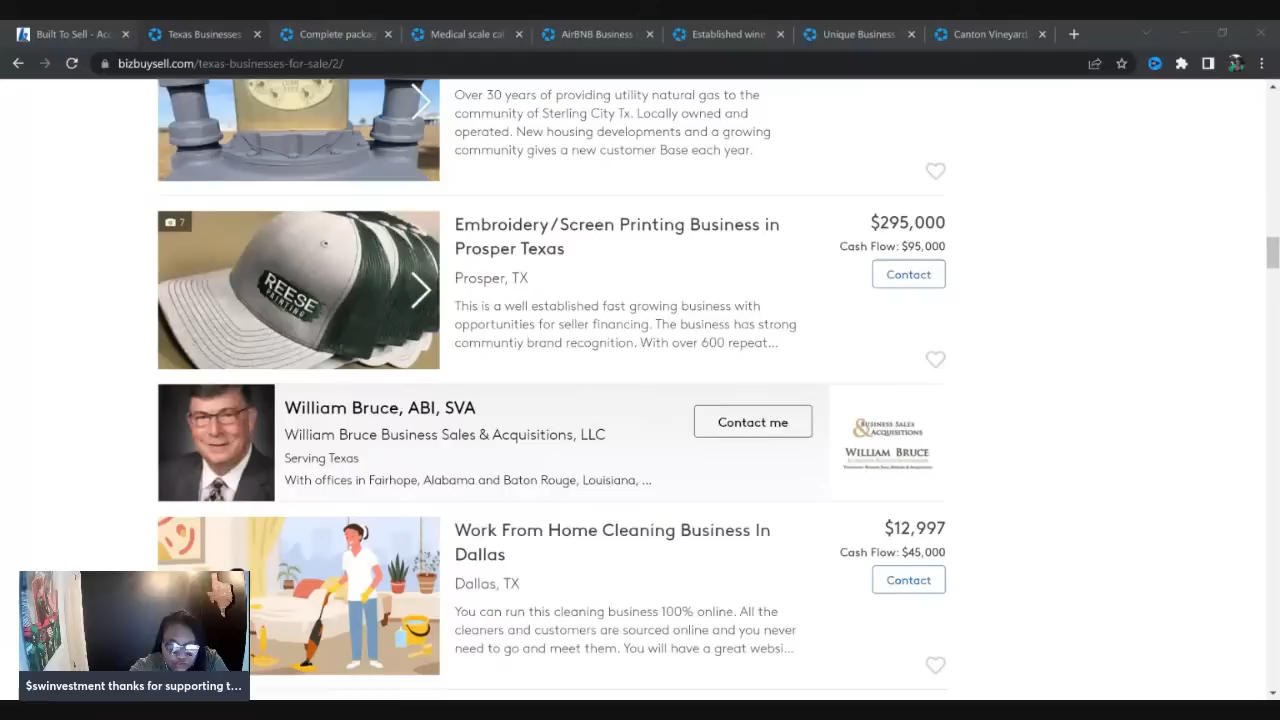 Built To Sell - Acc
Texas Businesses
Complete packag
Medical scale cal
AirBNB Business
Established wine
Unique Business
Canton Vineyard,
bizbuysell.com/texas-businesses-for-sale/2/
Over 30 years of providing utility natural gas to the
community of Sterling City Tx. Locally owned and
operated. New housing developments and a growing
community gives a new customer Base each year.
7
REESE
PAINTING
Embroidery/Screen Printing Business in
Prosper Texas
Prosper, TX
This is a well established fast growing business with
opportunities for seller financing. The business has strong
communtiy brand recognition. With over 600 repeat...
$295,000
Cash Flow: $95,000
Contact
William Bruce, ABI, SVA
William Bruce Business Sales & Acquisitions, LLC
Serving Texas
With offices in Fairhope, Alabama and Baton Rouge, Louisiana, ...
Contact me
BUSINESS SALES
& ACQUISITIONS
WILLIAM BRUCE
Work From Home Cleaning Business In
Dallas
Dallas, TX
You can run this cleaning business 100% online. All the
cleaners and customers are sourced online and you never
need to go and meet them. You will have a great websi...
$12,997
Cash Flow: $45,000
Contact
$swinvestment thanks for supporting t...